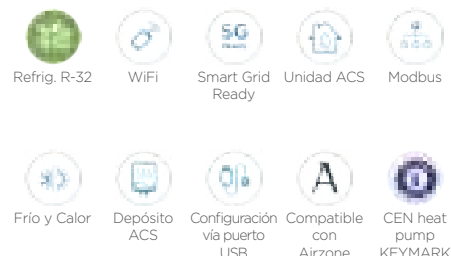 Refrig. R-32 WiFi Smart Grid Unidad ACS Modbus
Ready
Frío y Calor Depósito Configuración Compatible CEN heat
ACS vía puerto con pump
USB Airzone KEYMARK